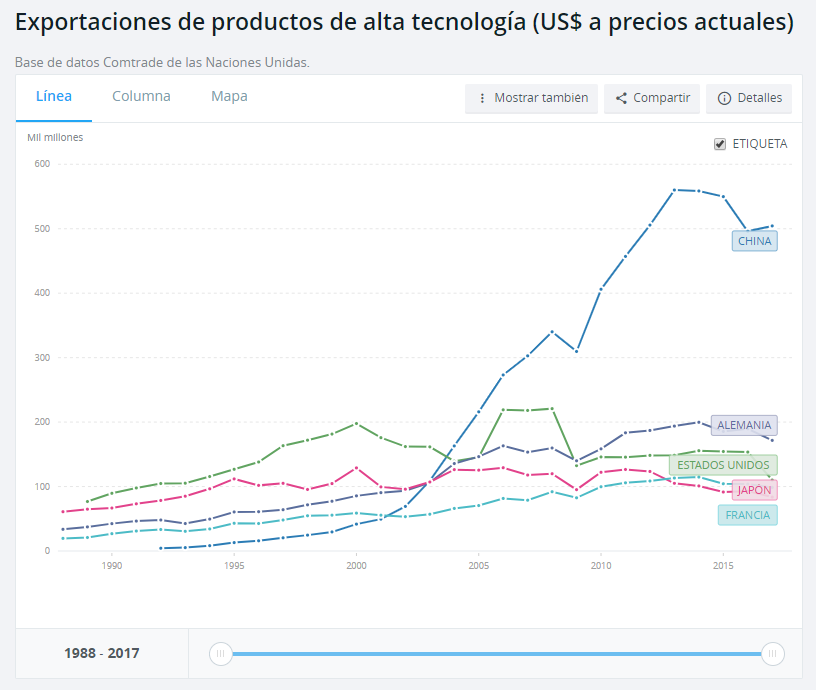 Exportaciones de productos de alta tecnología (US$ a precios actuales)
Base de datos Comtrade de las Naciones Unidas.
Línea Columna Mapa Mostrar también Compartir Detalles
Mil millones
ETIQUETA
600
500
CHINA
400
300
200
ALEMANIA
ESTADOS UNIDOS
100
JAPÓN
FRANCIA
0
1990 1995 2000 2005 2010 2015
1988 - 2017